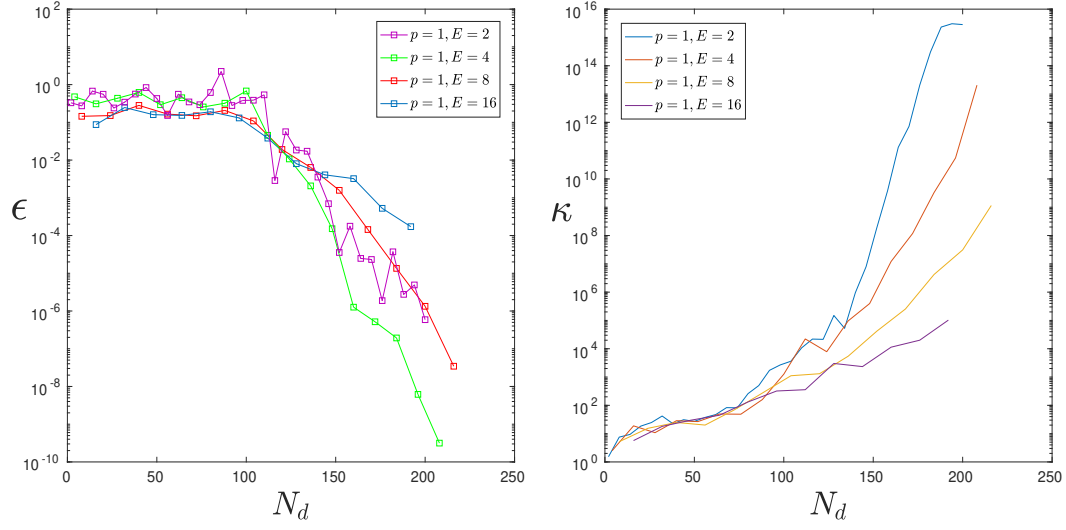 10^2
10^0
10^-2
10^-4
10^-6
10^-8
10^-10
ϵ
0 50 100 150 200 250
N_d
p = 1, E = 2
p = 1, E = 4
p = 1, E = 8
p = 1, E = 16
10^16
10^14
10^12
10^10
10^8
10^6
10^4
10^2
10^0
κ
0 50 100 150 200 250
N_d
p = 1, E = 2
p = 1, E = 4
p = 1, E = 8
p = 1, E = 16